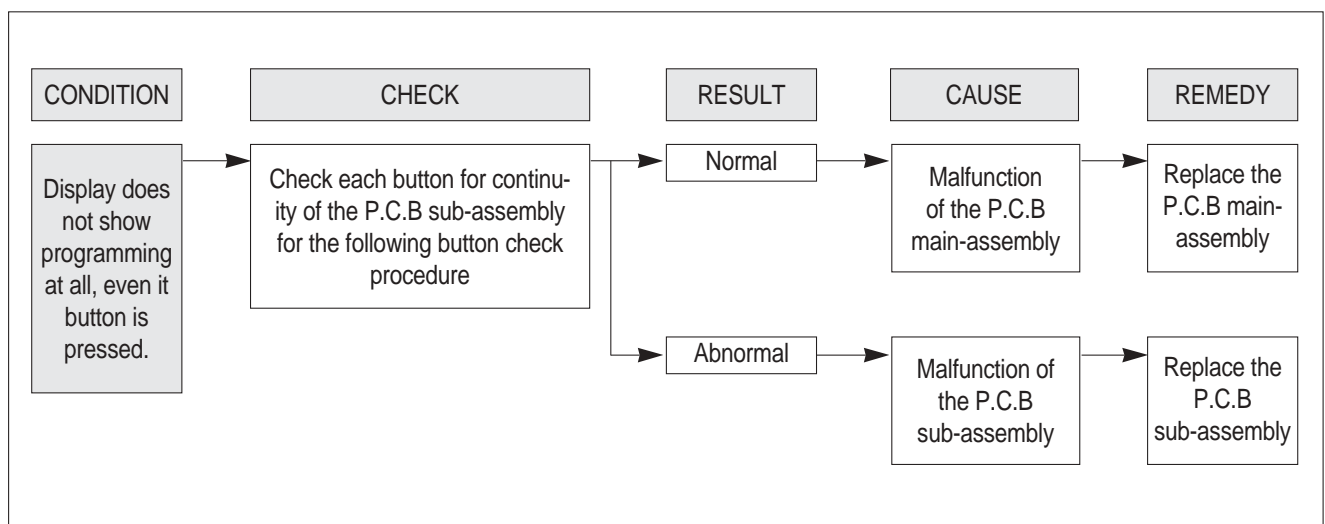 CONDITION
CHECK
RESULT
CAUSE
REMEDY
Display does
not show
programming
at all, even it
button is
pressed.
Check each button for continu-
ity of the P.C.B sub-assembly
for the following button check
procedure
Normal
Malfunction
of the P.C.B
main-assembly
Replace the
P.C.B main-
assembly
Abnormal
Malfunction of
the P.C.B
sub-assembly
Replace the
P.C.B
sub-assembly